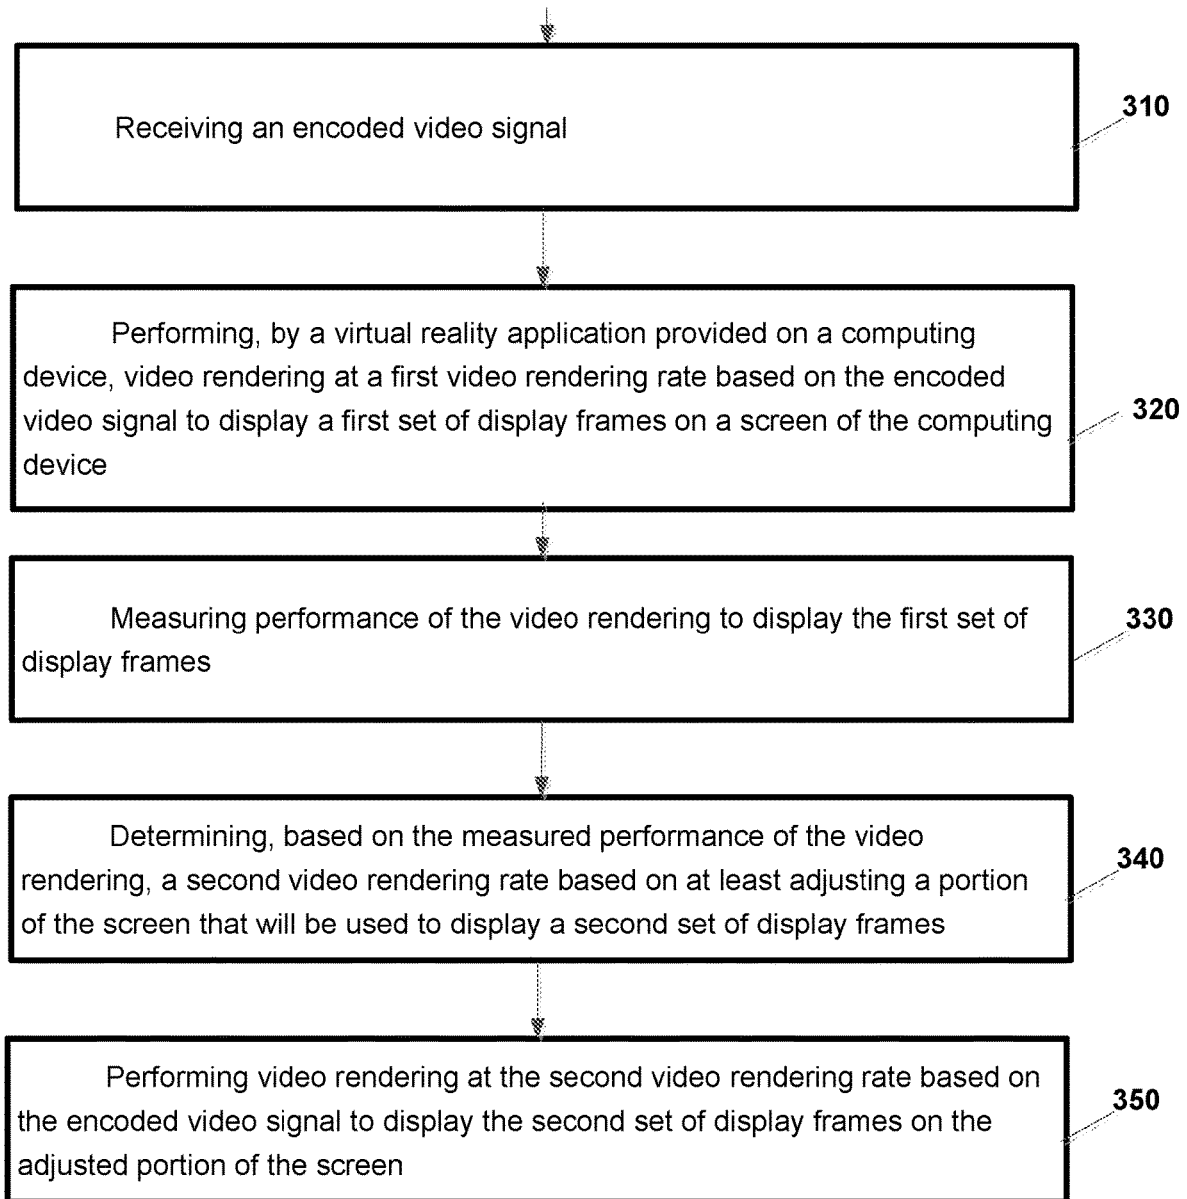 Receiving an encoded video signal
310
Performing, by a virtual reality application provided on a computing
device, video rendering at a first video rendering rate based on the encoded
video signal to display a first set of display frames on a screen of the computing
device
320
Measuring performance of the video rendering to display the first set of
display frames
330
Determining, based on the measured performance of the video
rendering, a second video rendering rate based on at least adjusting a portion
of the screen that will be used to display a second set of display frames
340
Performing video rendering at the second video rendering rate based on
the encoded video signal to display the second set of display frames on the
adjusted portion of the screen
350